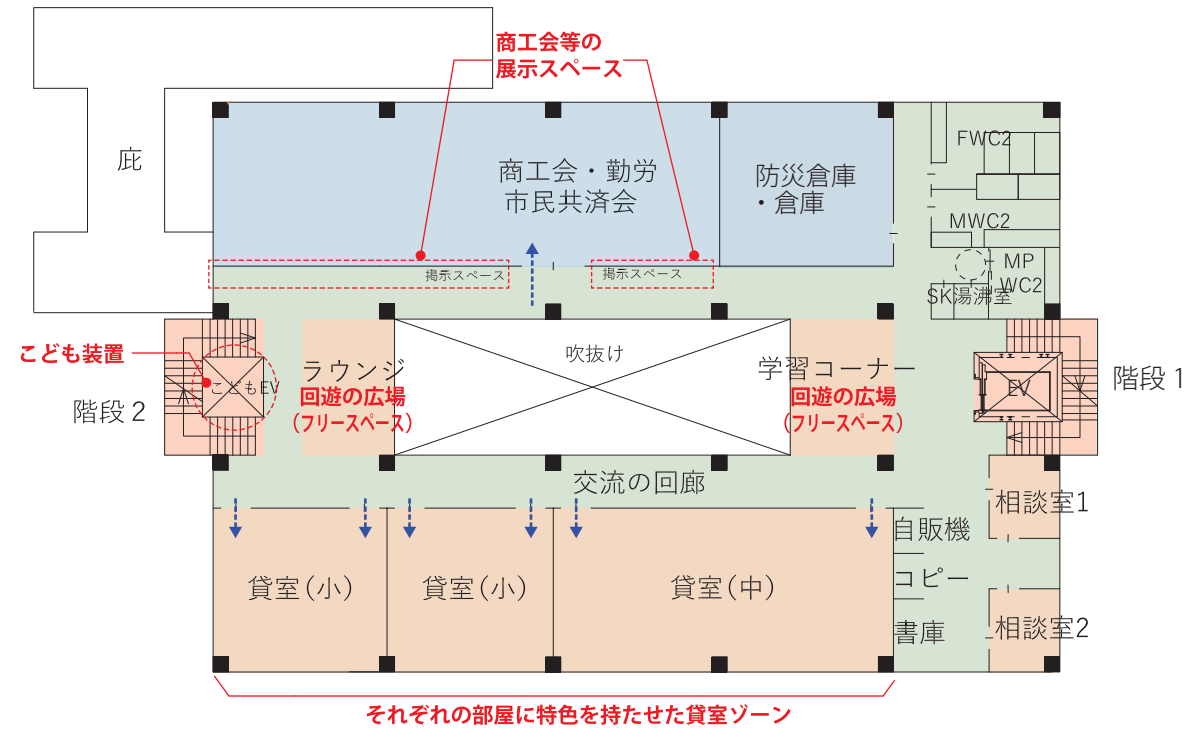 商工会等の
展示スペース
庇
商工会・勤労
市民共済会
防災倉庫
・倉庫
FWC2
MWC2
MP
WC2
SK湯沸室
掲示スペース
掲示スペース
こども装置
こどもEV
階段2
ラウンジ
回遊の広場
(フリースペース)
吹抜け
学習コーナー
回遊の広場
(フリースペース)
EV
階段1
交流の回廊
相談室1
自販機
コピー
書庫
相談室2
貸室(小)
貸室(小)
貸室(中)
それぞれの部屋に特色を持たせた貸室ゾーン